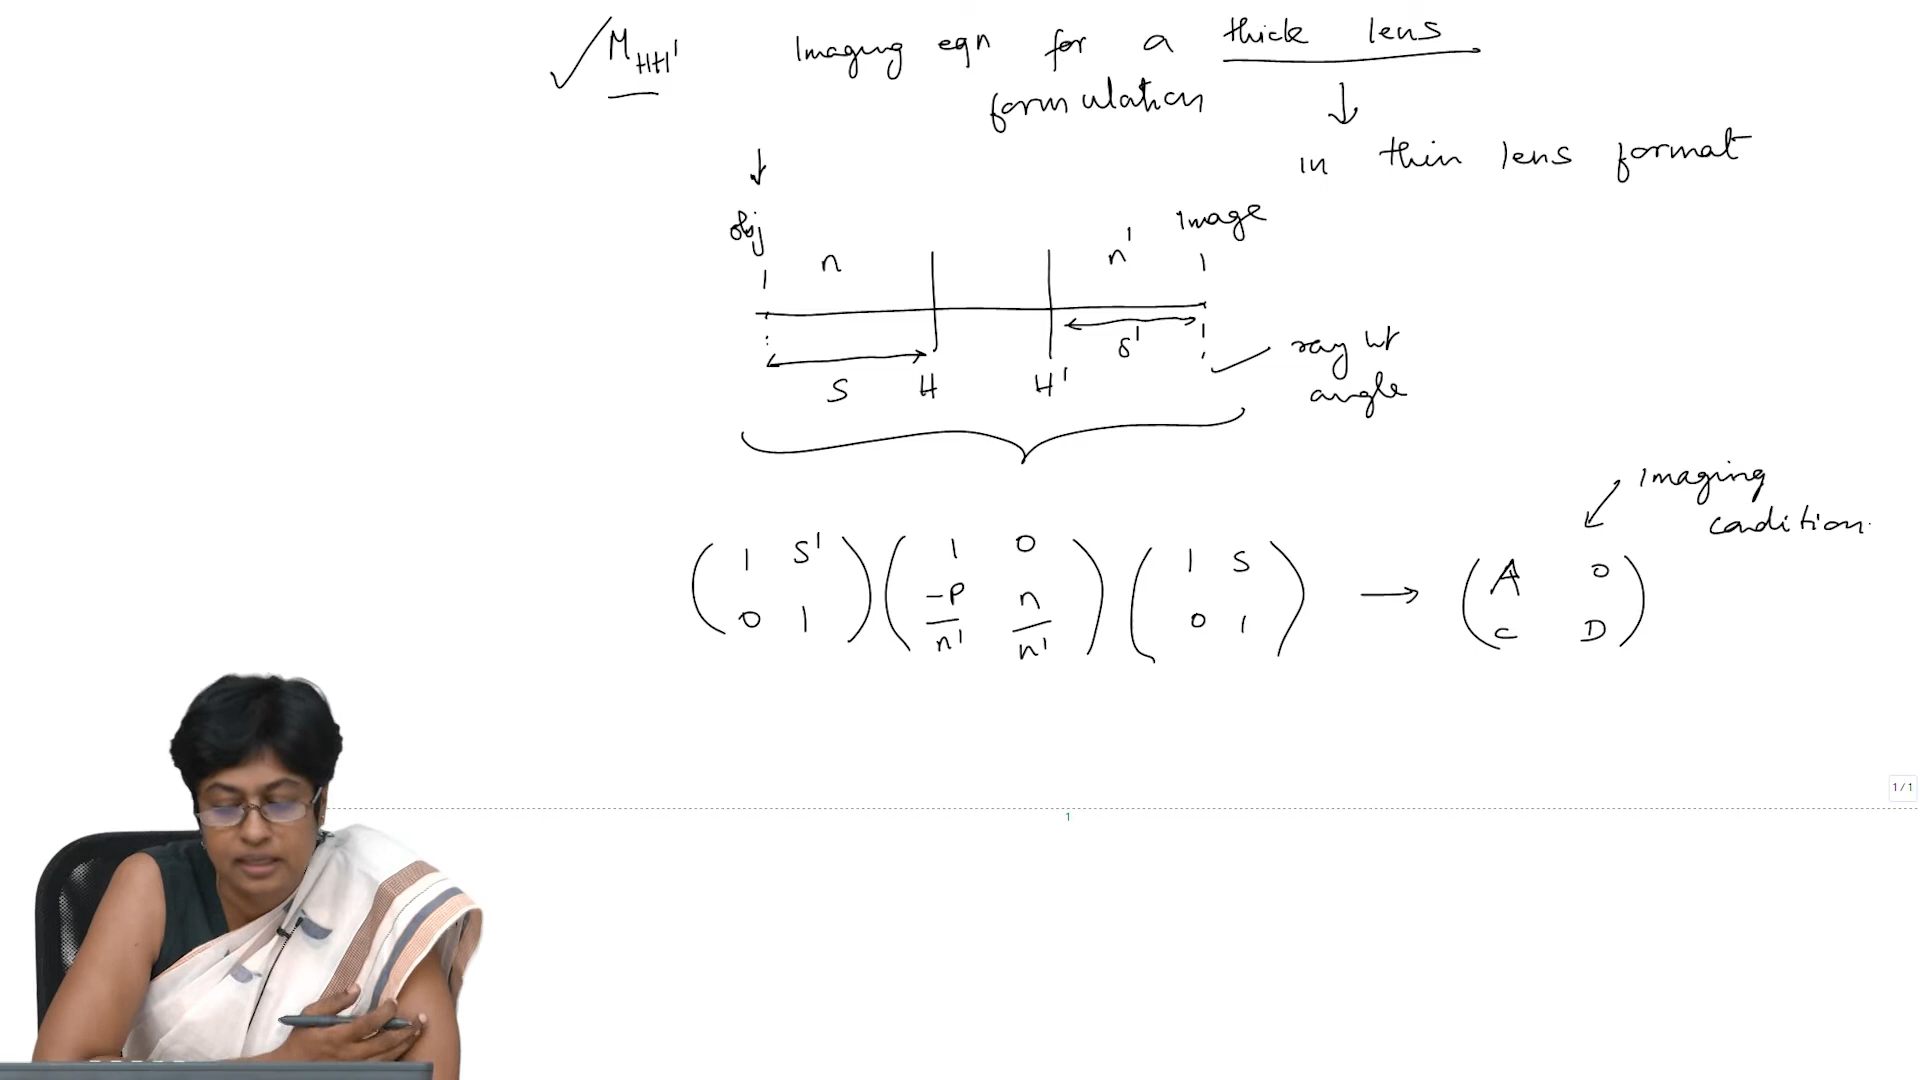 M_HH' Imaging eqn for a thick lens
formulation
in thin lens format
obj
n
n'
Image
S
H
H'
s'
ray ht
angle
Imaging
condition.
( 1 S' ) ( 1 0 ) ( 1 S ) → ( A 0 )
( 0 1 ) ( -P/n' n/n' ) ( 0 1 ) ( C D )
1/1
1